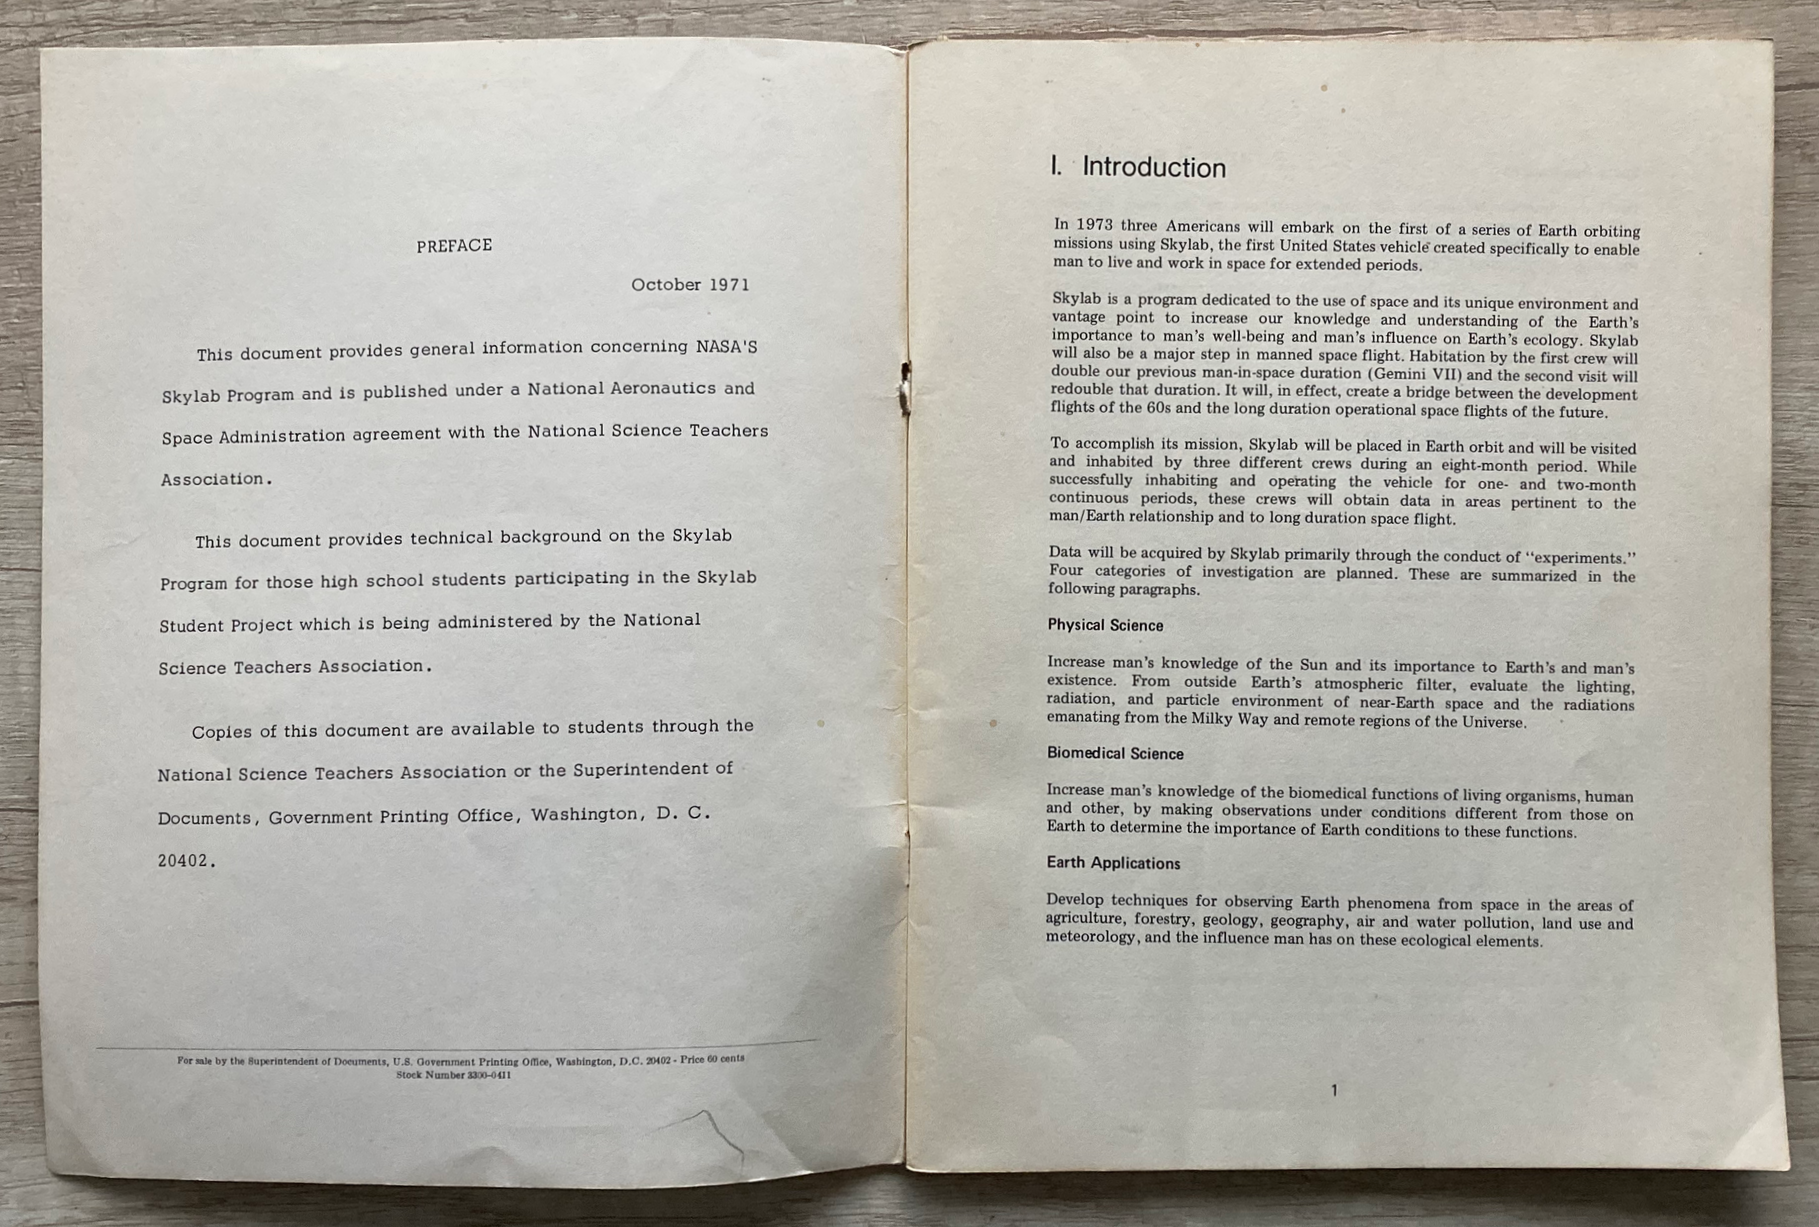 PREFACE
October 1971
This document provides general information concerning NASA'S
Skylab Program and is published under a National Aeronautics and
Space Administration agreement with the National Science Teachers
Association.
This document provides technical background on the Skylab
Program for those high school students participating in the Skylab
Student Project which is being administered by the National
Science Teachers Association.
Copies of this document are available to students through the
National Science Teachers Association or the Superintendent of
Documents, Government Printing Office, Washington, D. C.
20402.
For sale by the Superintendent of Documents, U.S. Government Printing Office, Washington, D.C. 20402 - Price 60 cents
Stock Number 3300-0411
I. Introduction
In 1973 three Americans will embark on the first of a series of Earth orbiting
missions using Skylab, the first United States vehicle created specifically to enable
man to live and work in space for extended periods.
Skylab is a program dedicated to the use of space and its unique environment and
vantage point to increase our knowledge and understanding of the Earth's
importance to man's well-being and man's influence on Earth's ecology. Skylab
will also be a major step in manned space flight. Habitation by the first crew will
double our previous man-in-space duration (Gemini VII) and the second visit will
redouble that duration. It will, in effect, create a bridge between the development
flights of the 60s and the long duration operational space flights of the future.
To accomplish its mission, Skylab will be placed in Earth orbit and will be visited
and inhabited by three different crews during an eight-month period. While
successfully inhabiting and operating the vehicle for one- and two-month
continuous periods, these crews will obtain data in areas pertinent to the
man/Earth relationship and to long duration space flight.
Data will be acquired by Skylab primarily through the conduct of "experiments."
Four categories of investigation are planned. These are summarized in the
following paragraphs.
Physical Science
Increase man's knowledge of the Sun and its importance to Earth's and man's
existence. From outside Earth's atmospheric filter, evaluate the lighting,
radiation, and particle environment of near-Earth space and the radiations
emanating from the Milky Way and remote regions of the Universe.
Biomedical Science
Increase man's knowledge of the biomedical functions of living organisms, human
and other, by making observations under conditions different from those on
Earth to determine the importance of Earth conditions to these functions.
Earth Applications
Develop techniques for observing Earth phenomena from space in the areas of
agriculture, forestry, geology, geography, air and water pollution, land use and
meteorology, and the influence man has on these ecological elements.
1